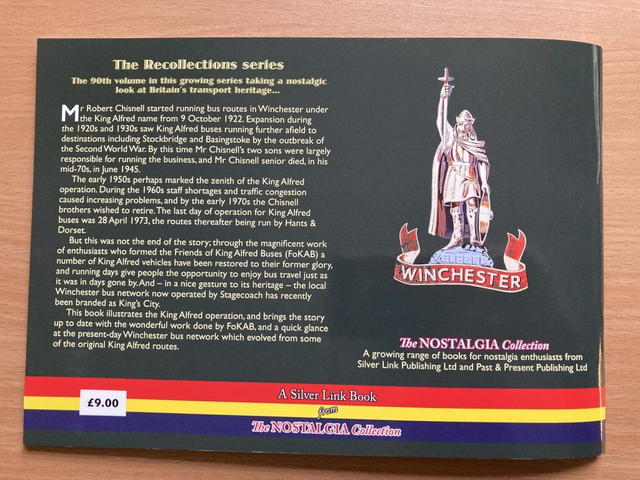 The Recollections series
The 90th volume in this growing series taking a nostalgic
look at Britain's transport heritage...
Mr Robert Chisnell started running bus routes in Winchester under
the King Alfred name from 9 October 1922. Expansion during
the 1920s and 1930s saw King Alfred buses running further afield to
destinations including Stockbridge and Basingstoke by the outbreak of
the Second World War. By this time Mr Chisnell's two sons were largely
responsible for running the business, and Mr Chisnell senior died, in his
mid-70s, in June 1945.
The early 1950s perhaps marked the zenith of the King Alfred
operation. During the 1960s staff shortages and traffic congestion
caused increasing problems, and by the early 1970s the Chisnell
brothers wished to retire. The last day of operation for King Alfred
buses was 28 April 1973, the routes thereafter being run by Hants &
Dorset.
But this was not the end of the story; through the magnificent work
of enthusiasts who formed the Friends of King Alfred Buses (FoKAB) a
number of King Alfred vehicles have been restored to their former glory,
and running days give people the opportunity to enjoy bus travel just as
it was in days gone by. And – in a nice gesture to its heritage – the local
Winchester bus network now operated by Stagecoach has recently
been branded as King's City.
This book illustrates the King Alfred operation, and brings the story
up to date with the wonderful work done by FoKAB, and a quick glance
at the present-day Winchester bus network which evolved from some
of the original King Alfred routes.
WINCHESTER
The NOSTALGIA Collection
A growing range of books for nostalgia enthusiasts from
Silver Link Publishing Ltd and Past & Present Publishing Ltd
£9.00
A Silver Link Book
from
The NOSTALGIA Collection